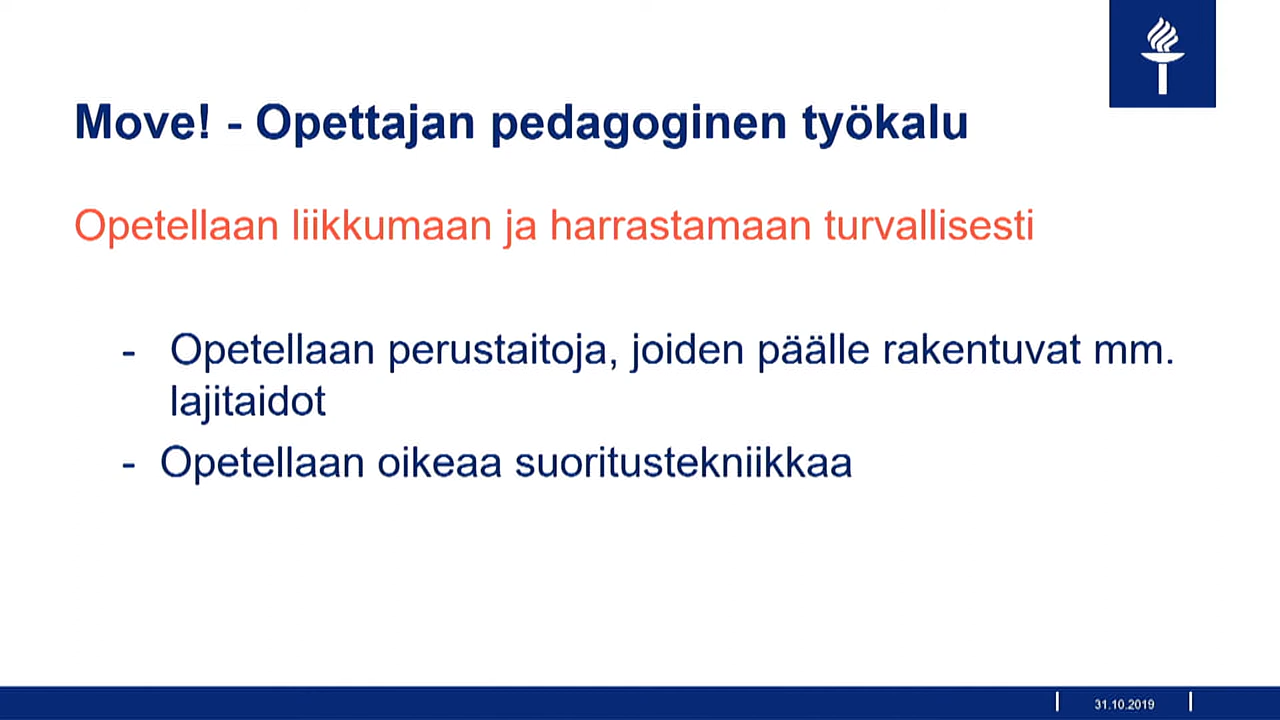 Move! - Opettajan pedagoginen työkalu
Opetellaan liikkumaan ja harrastamaan turvallisesti
- Opetellaan perustaitoja, joiden päälle rakentuvat mm.
lajitaidot
- Opetellaan oikeaa suoritustekniikkaa
31.10.2019